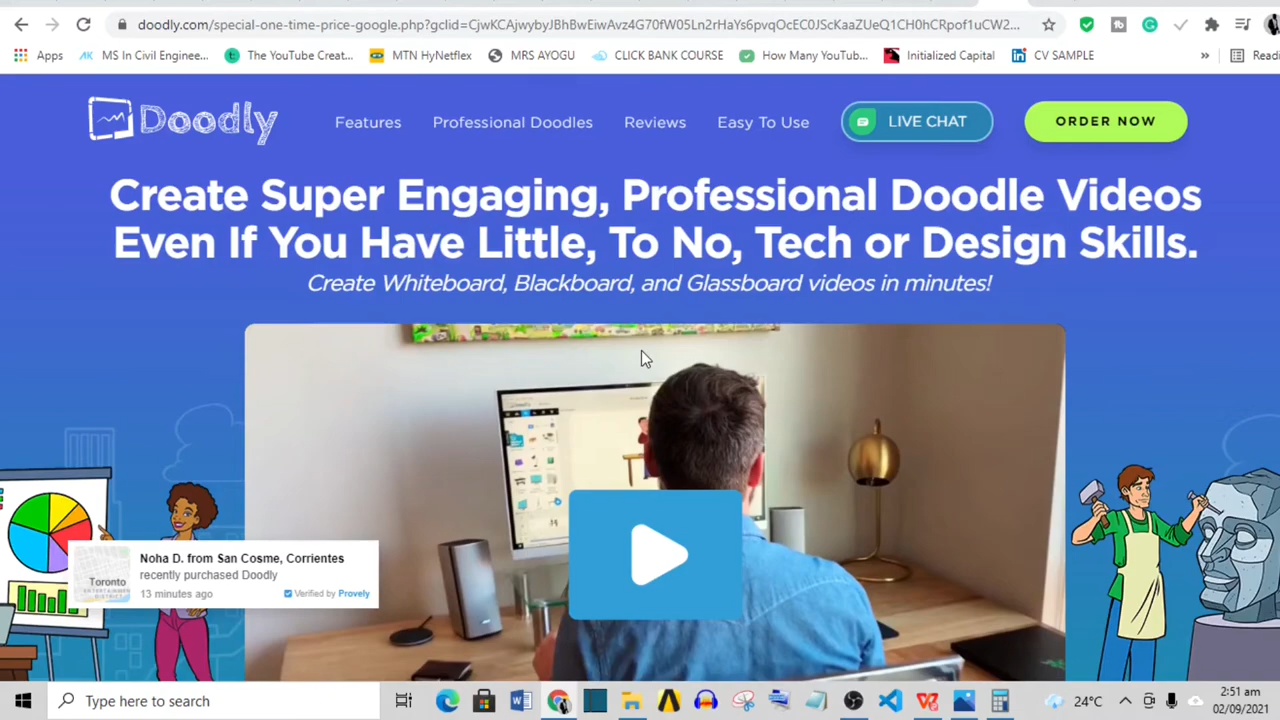 doodly.com/special-one-time-price-google.php?gclid=CjwKCAjwybyJBhBwEiwAvz4G70fW05Ln2rHaYs6pvqOcEC0JScKaaZUeQ1CH0hCRpof1uCW2...
Apps
MS In Civil Enginee...
The YouTube Creat...
MTN HyNetflex
MRS AYOGU
CLICK BANK COURSE
How Many YouTub...
Initialized Capital
CV SAMPLE
»
Doodly
Features
Professional Doodles
Reviews
Easy To Use
LIVE CHAT
ORDER NOW
Create Super Engaging, Professional Doodle Videos
Even If You Have Little, To No, Tech or Design Skills.
Create Whiteboard, Blackboard, and Glassboard videos in minutes!
Toronto
ENTERTAINMENT
DISTRICT
Noha D. from San Cosme, Corrientes
recently purchased Doodly
13 minutes ago
Verified by Provely
Type here to search
24°C
2:51 am
02/09/2021